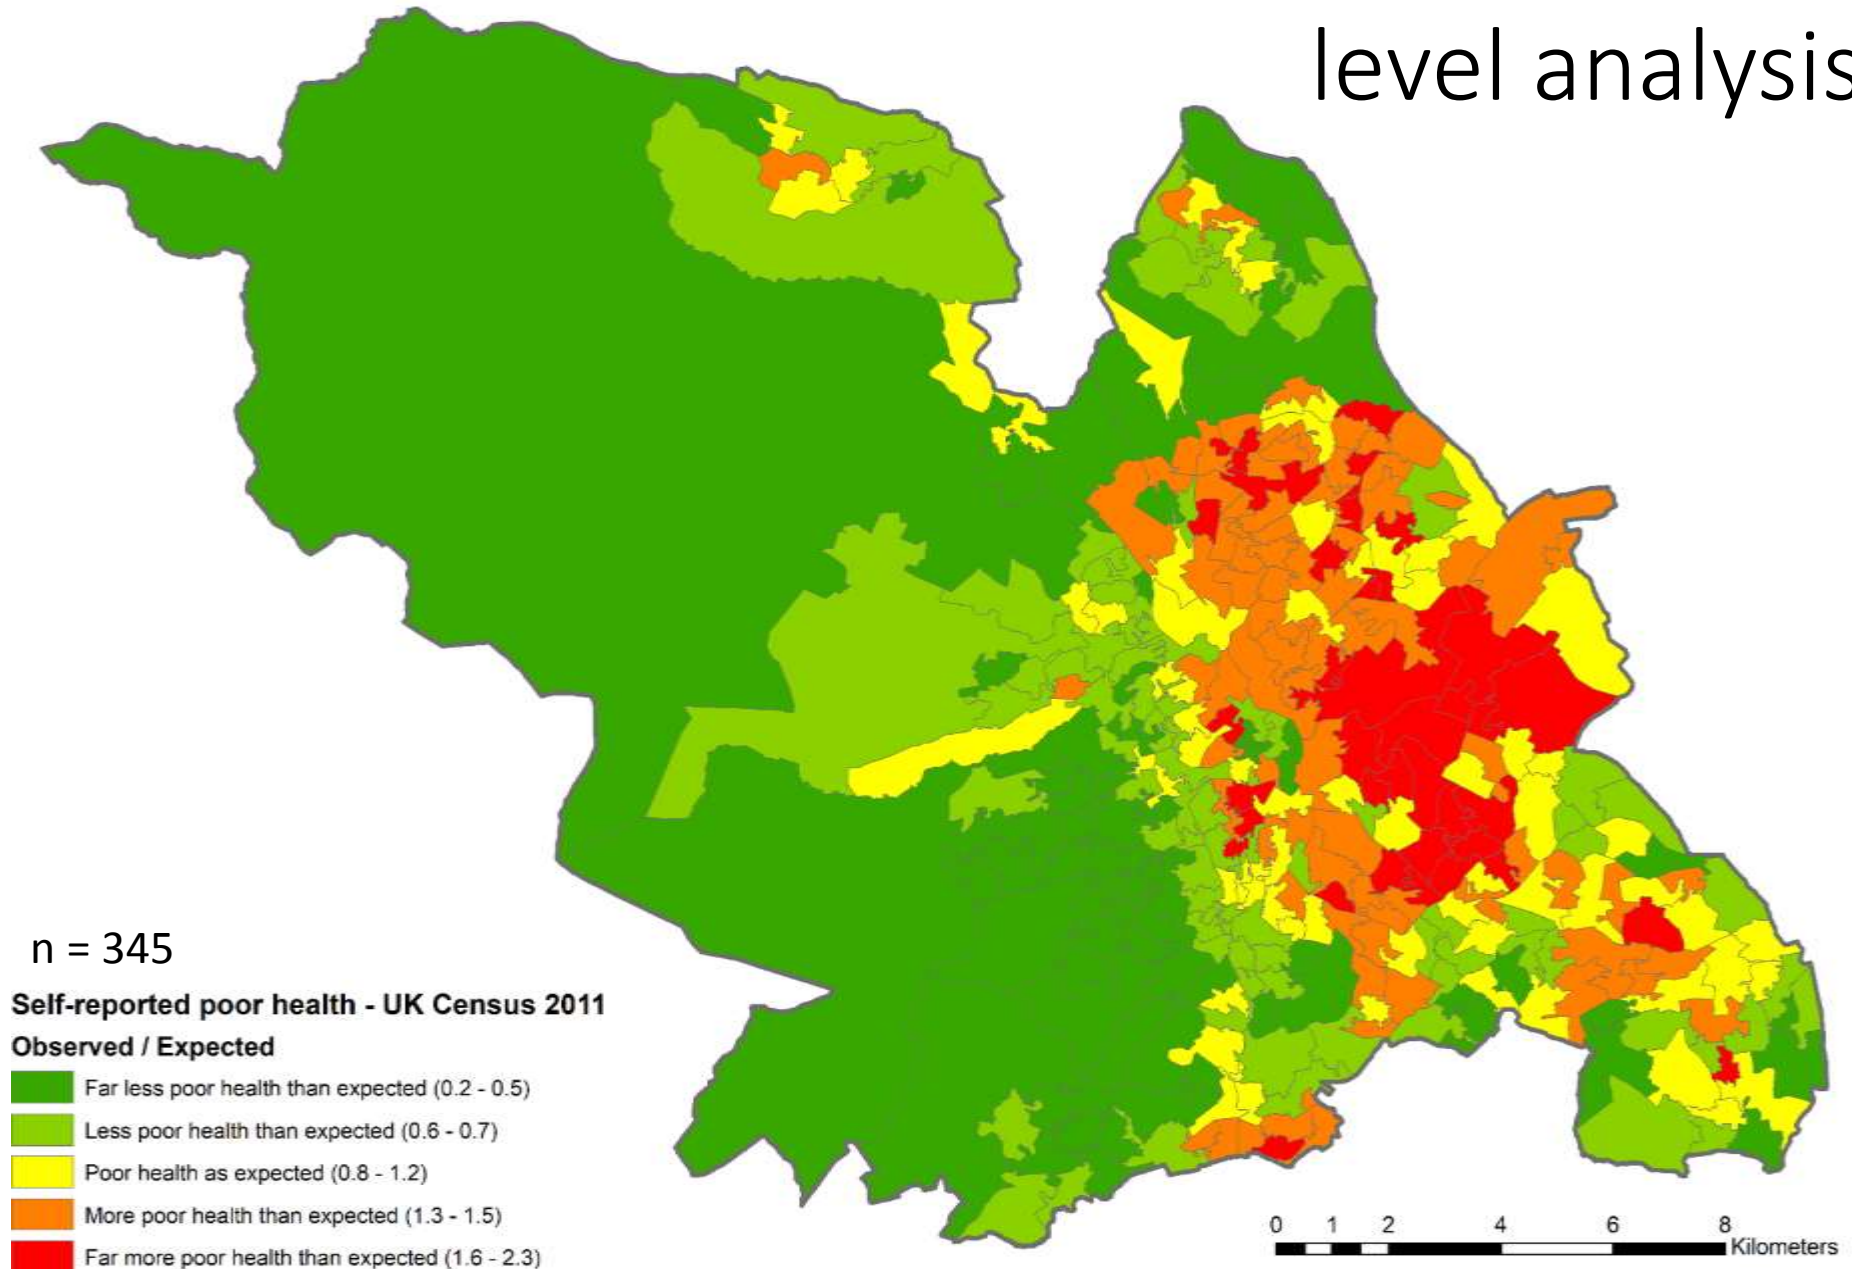 level analysis
n = 345
Self-reported poor health - UK Census 2011
Observed / Expected
Far less poor health than expected (0.2 - 0.5)
Less poor health than expected (0.6 - 0.7)
Poor health as expected (0.8 - 1.2)
More poor health than expected (1.3 - 1.5)
Far more poor health than expected (1.6 - 2.3)
0 1 2 4 6 8
Kilometers